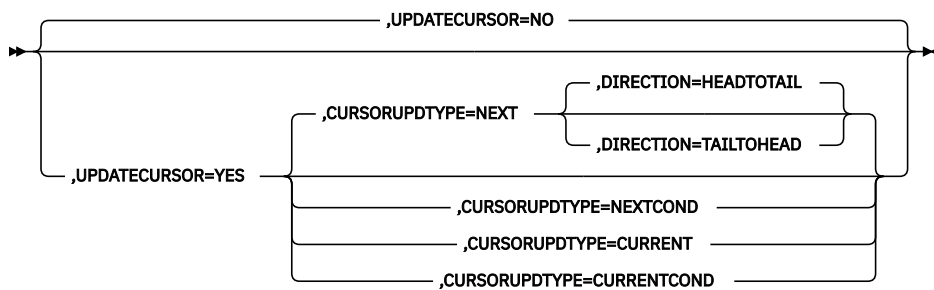 ,UPDATECURSOR=NO
,DIRECTION=HEADTOTAIL
,CURSORUPDTYPE=NEXT
,DIRECTION=TAILTOHEAD
,UPDATECURSOR=YES
,CURSORUPDTYPE=NEXTCOND
,CURSORUPDTYPE=CURRENT
,CURSORUPDTYPE=CURRENTCOND